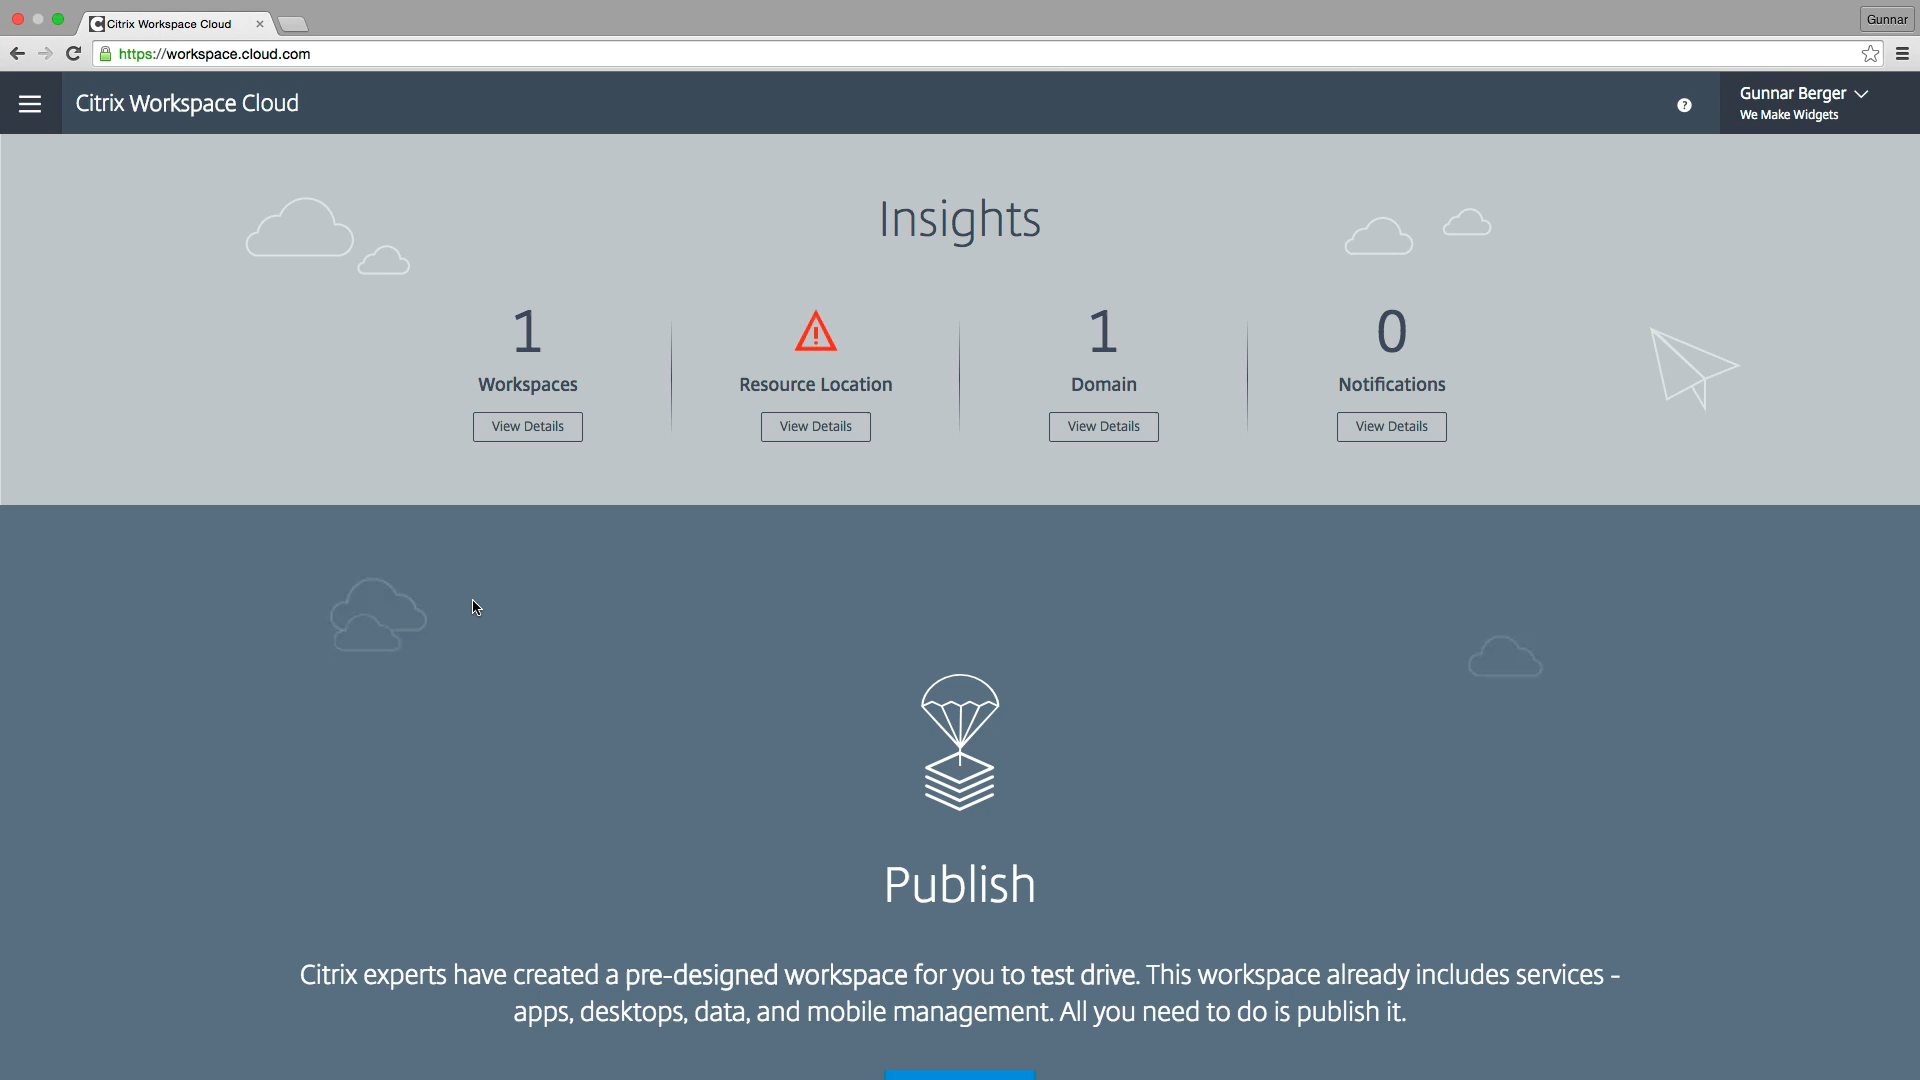 Citrix Workspace Cloud
Gunnar
https://workspace.cloud.com
Citrix Workspace Cloud
?
Gunnar Berger
We Make Widgets
Insights
1
1
0
Workspaces
Resource Location
Domain
Notifications
View Details
View Details
View Details
View Details
Publish
Citrix experts have created a pre-designed workspace for you to test drive. This workspace already includes services -
apps, desktops, data, and mobile management. All you need to do is publish it.